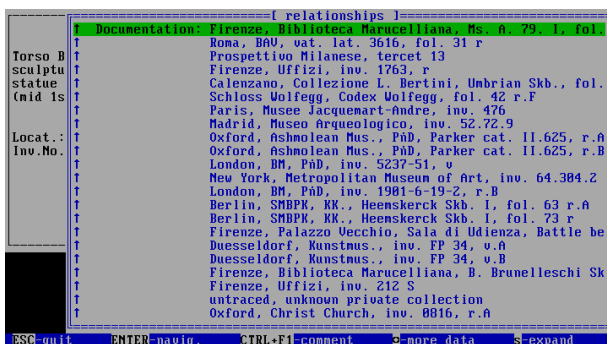 [ relationships ]
↑ Documentation: Firenze, Biblioteca Marucelliana, Ms. A. 79. I, fol.
↑ Roma, BAV, vat. lat. 3616, fol. 31 r
Torso B ↑ Prospettivo Milanese, tercet 13
sculptu ↑ Firenze, Uffizi, inv. 1763, r
statue ↑ Calenzano, Collezione L. Bertini, Umbrian Skb., fol.
(mid 1s ↑ Schloss Wolfegg, Codex Wolfegg, fol. 42 r.F
↑ Paris, Musee Jacquemart-Andre, inv. 476
↑ Madrid, Museo Arqueologico, inv. 52.72.9
Locat.: ↑ Oxford, Ashmolean Mus., PñD, Parker cat. II.625, r.A
Inv.No. ↑ Oxford, Ashmolean Mus., PñD, Parker cat. II.625, r.B
↑ London, BM, PñD, inv. 5237-51, v
↑ New York, Metropolitan Museum of Art, inv. 64.304.2
↑ London, BM, PñD, inv. 1901-6-19-2, r.B
↑ Berlin, SMBPK, KK., Heemskerck Skb. I, fol. 63 r.A
↑ Berlin, SMBPK, KK., Heemskerck Skb. I, fol. 73 r
↑ Firenze, Palazzo Vecchio, Sala di Udienza, Battle be
↑ Duesseldorf, Kunstmus., inv. FP 34, v.A
↑ Duesseldorf, Kunstmus., inv. FP 34, v.B
↑ Firenze, Biblioteca Marucelliana, B. Brunelleschi Sk
↑ Firenze, Uffizi, inv. 212 S
↑ untraced, unknown private collection
↑ Oxford, Christ Church, inv. 0816, r.A
ESC-quit ENTER-navig. CTRL+F1-comment ↔-more data s-expand